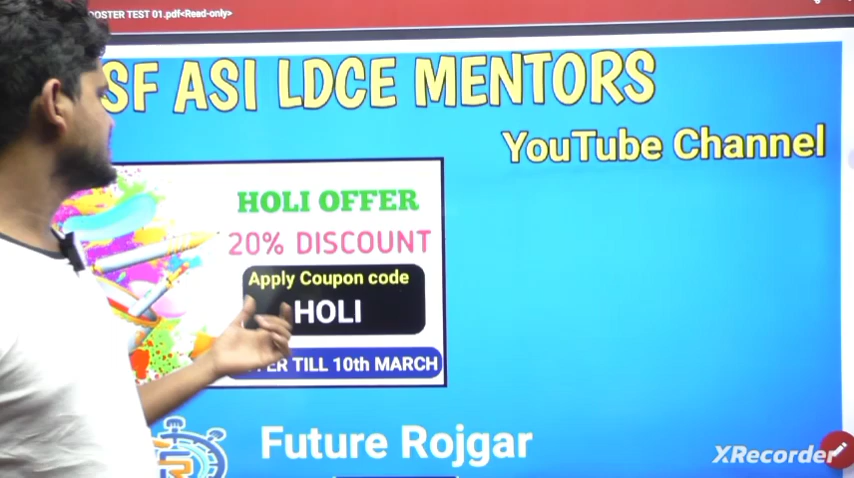 OOSTER TEST 01.pdf<Read-only>
SF ASI LDCE MENTORS
YouTube Channel
HOLI OFFER
20% DISCOUNT
Apply Coupon code
HOLI
TILL 10th MARCH
Future Rojgar
XRecorder